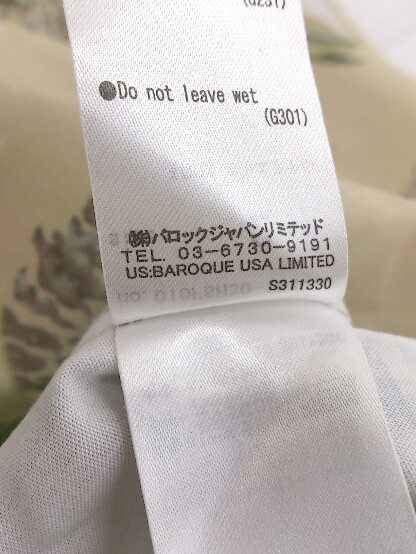 (G231)
●Do not leave wet
(G301)
㈱バロックジャパンリミテッド
TEL. 03-6730-9191
US:BAROQUE USA LIMITED
S311330